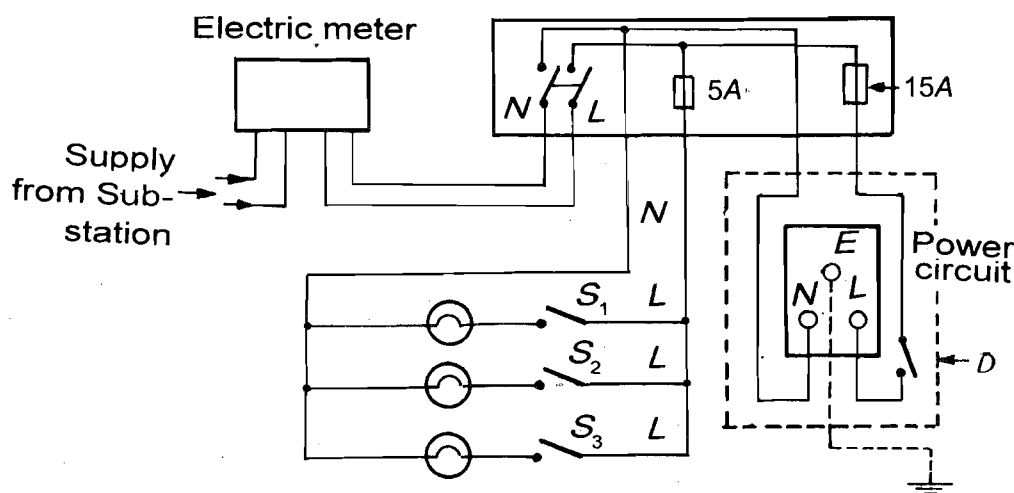 Electric meter
N
L
5A
15A
Supply
from Sub-
station
N
E
N
L
Power
circuit
D
S₁
L
S₂
L
S₃
L